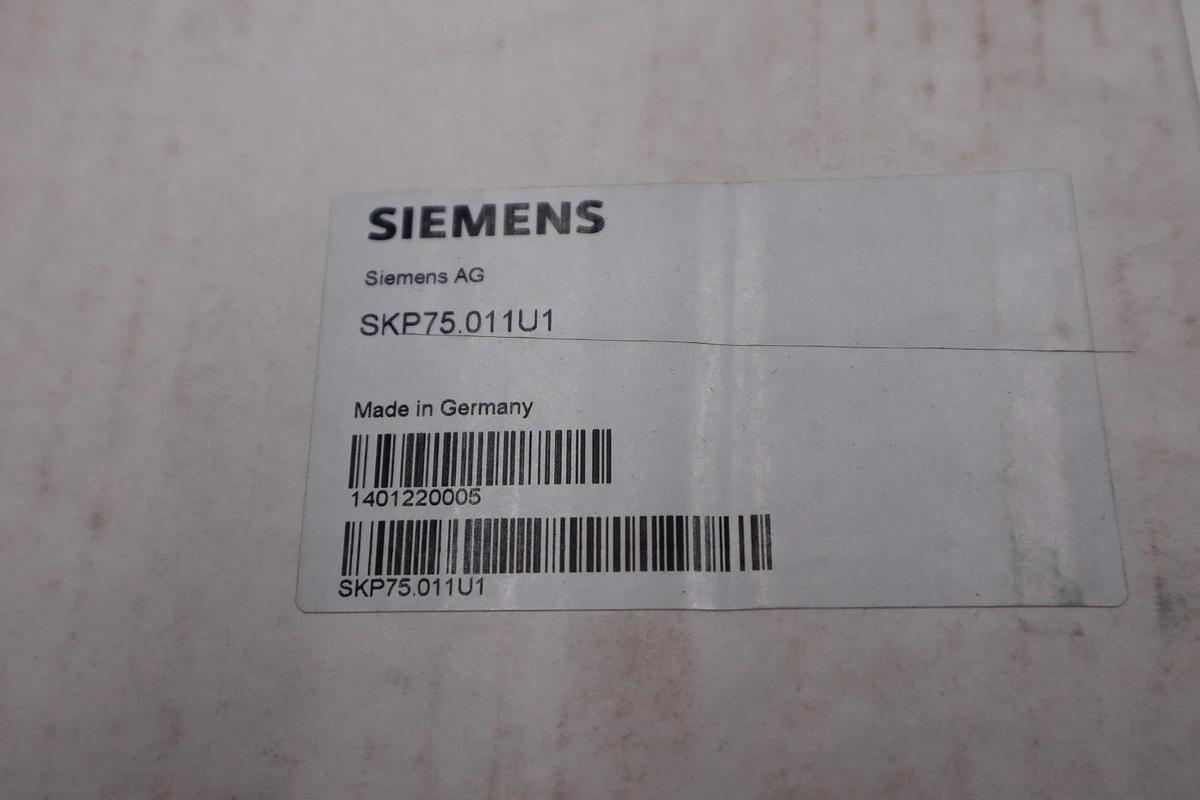 SIEMENS
Siemens AG
SKP75.011U1
Made in Germany
1401220005
SKP75.011U1